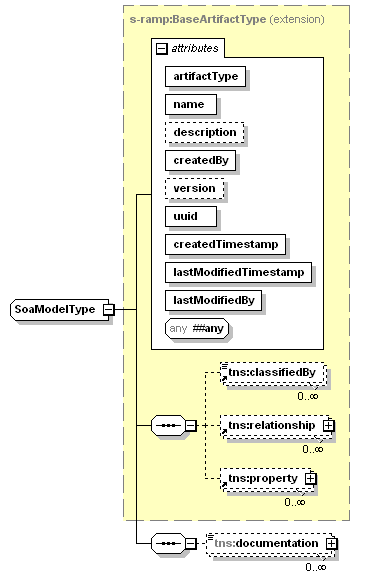 s-ramp:BaseArtifactType (extension)
attributes
artifactType
name
description
createdBy
version
uuid
createdTimestamp
lastModifiedTimestamp
lastModifiedBy
any ##any
SoaModelType
tns:classifiedBy
0..∞
tns:relationship
0..∞
tns:property
0..∞
tns:documentation
0..∞